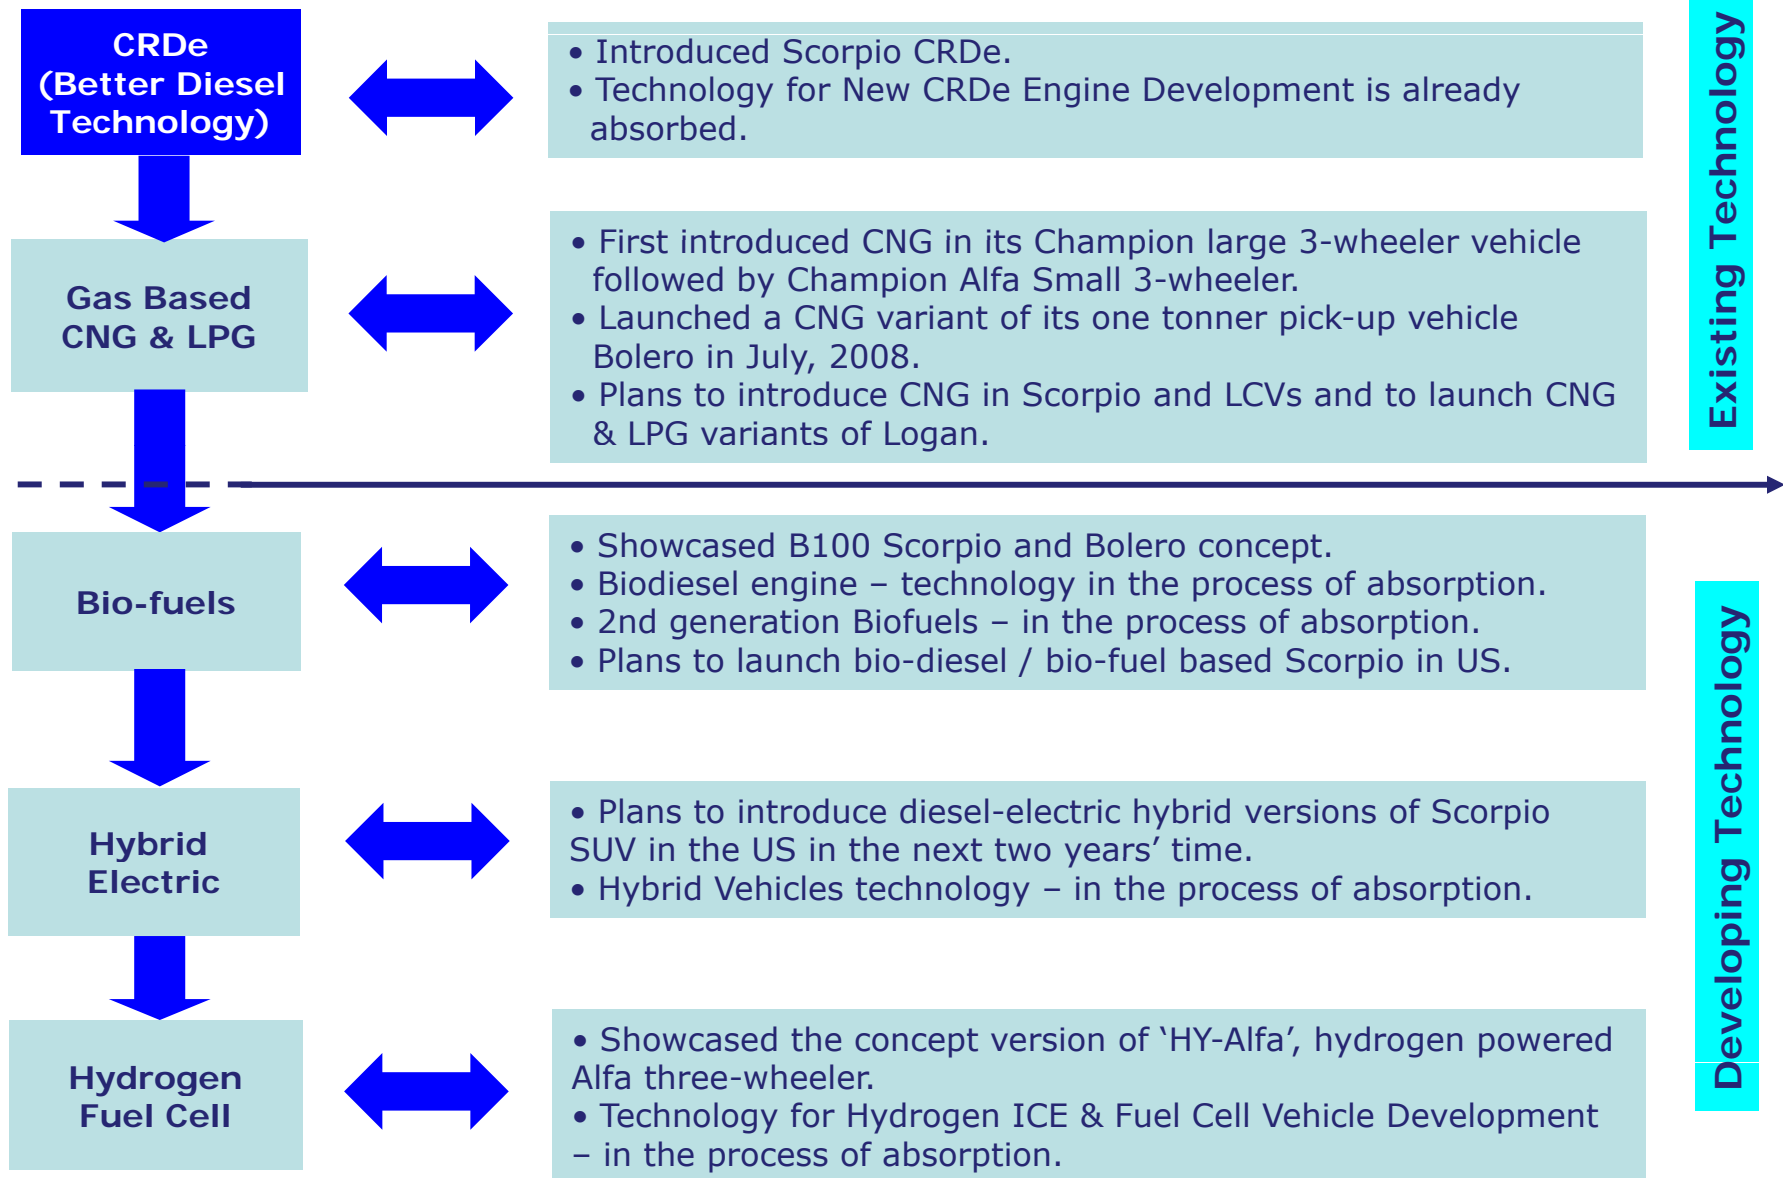 CRDe
(Better Diesel
Technology)
• Introduced Scorpio CRDe.
• Technology for New CRDe Engine Development is already
absorbed.
Gas Based
CNG & LPG
• First introduced CNG in its Champion large 3-wheeler vehicle
followed by Champion Alfa Small 3-wheeler.
• Launched a CNG variant of its one tonner pick-up vehicle
Bolero in July, 2008.
• Plans to introduce CNG in Scorpio and LCVs and to launch CNG
& LPG variants of Logan.
Existing Technology
Bio-fuels
• Showcased B100 Scorpio and Bolero concept.
• Biodiesel engine – technology in the process of absorption.
• 2nd generation Biofuels – in the process of absorption.
• Plans to launch bio-diesel / bio-fuel based Scorpio in US.
Hybrid
Electric
• Plans to introduce diesel-electric hybrid versions of Scorpio
SUV in the US in the next two years’ time.
• Hybrid Vehicles technology – in the process of absorption.
Hydrogen
Fuel Cell
• Showcased the concept version of ‘HY-Alfa’, hydrogen powered
Alfa three-wheeler.
• Technology for Hydrogen ICE & Fuel Cell Vehicle Development
– in the process of absorption.
Developing Technology